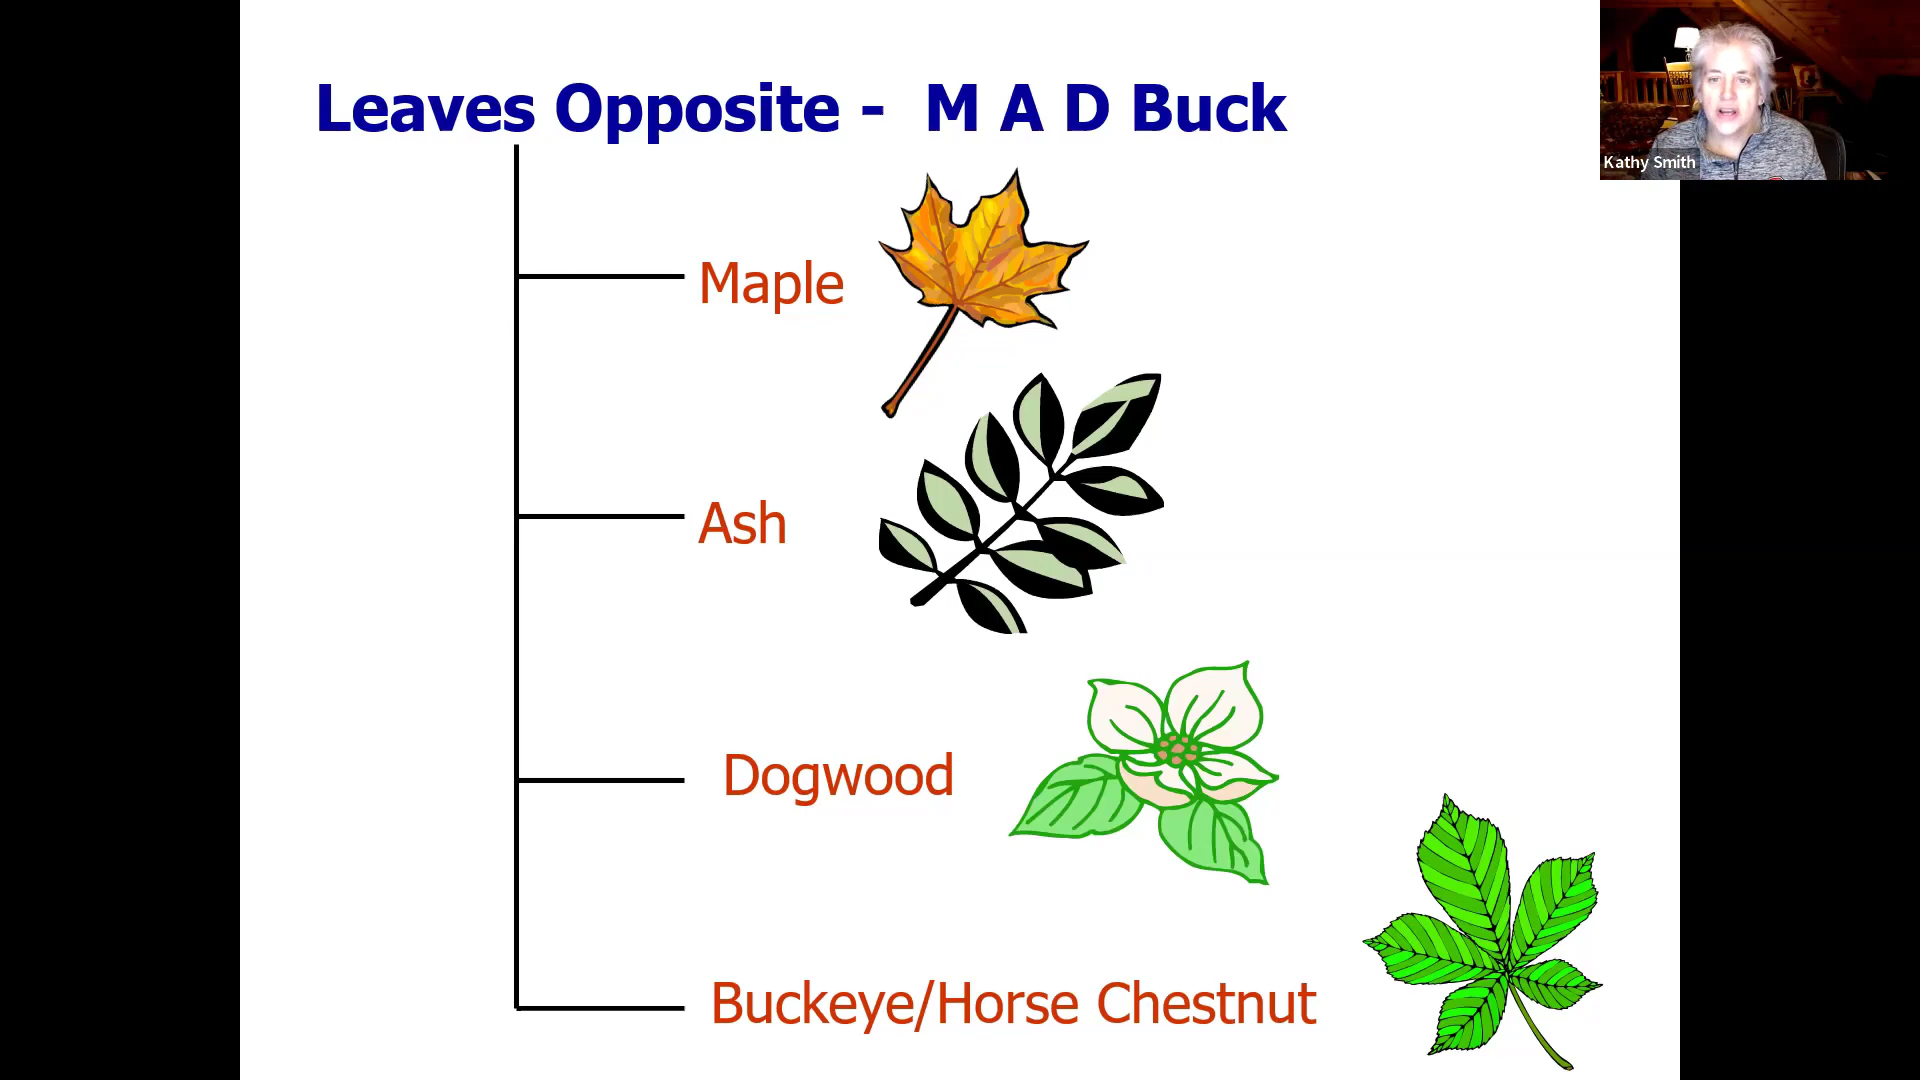 Leaves Opposite - M A D Buck
Kathy Smith
Maple
Ash
Dogwood
Buckeye/Horse Chestnut